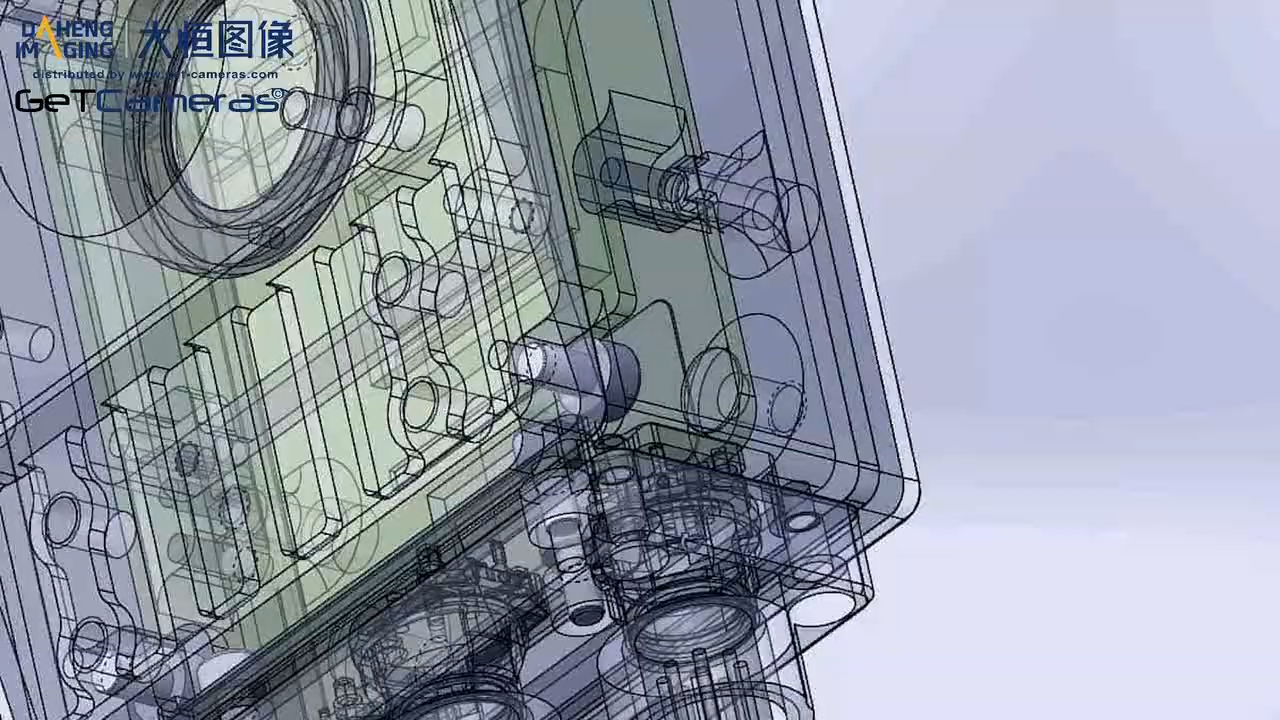 DAHENG
IMAGING
大恒图像
distributed by www.get-cameras.com
GeTCameras